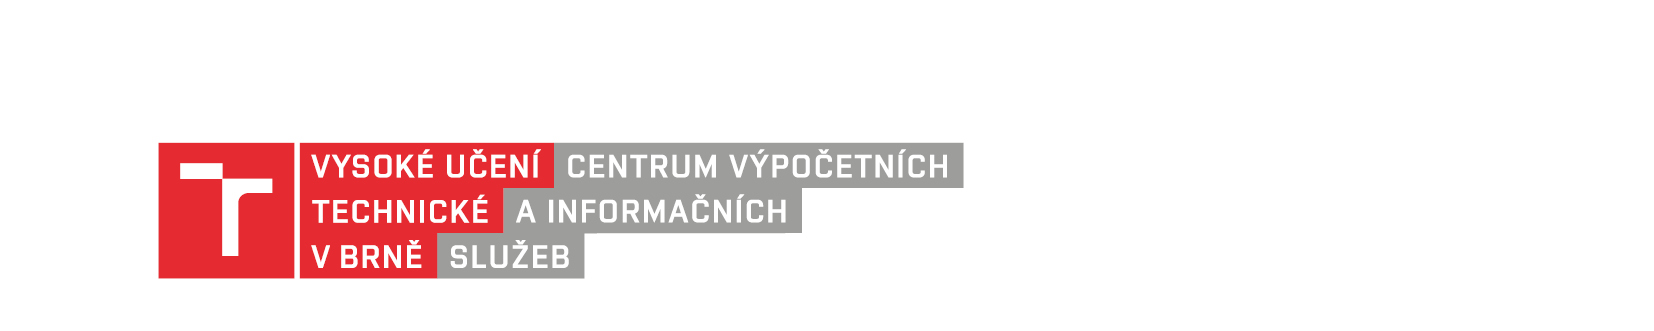 VYSOKÉ UČENÍ CENTRUM VÝPOČETNÍCH
TECHNICKÉ A INFORMAČNÍCH
V BRNĚ SLUŽEB